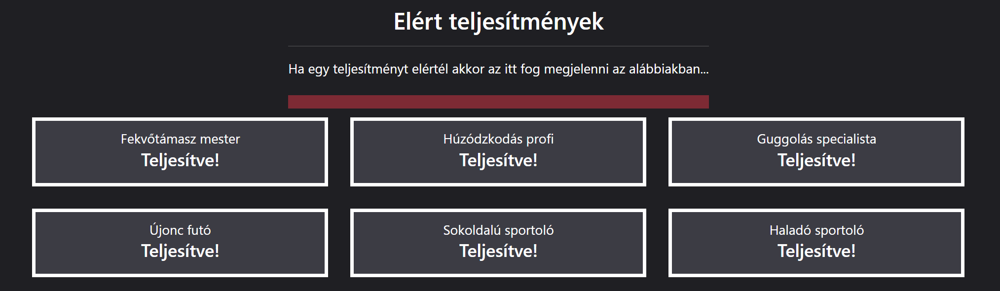 Elért teljesítmények
Ha egy teljesítményt elértél akkor az itt fog megjelenni az alábbiakban...
Fekvőtámasz mester
Teljesítve!
Húzódzkodás profi
Teljesítve!
Guggolás specialista
Teljesítve!
Újonc futó
Teljesítve!
Sokoldalú sportoló
Teljesítve!
Haladó sportoló
Teljesítve!